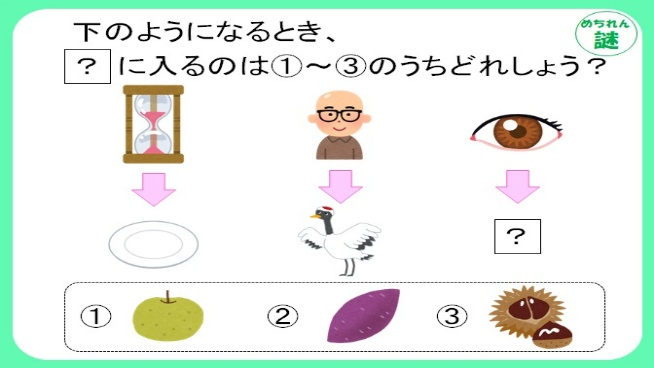 下のようになるとき、
めちれん
謎
? に入るのは①～③のうちどれしょう？
?
① ② ③